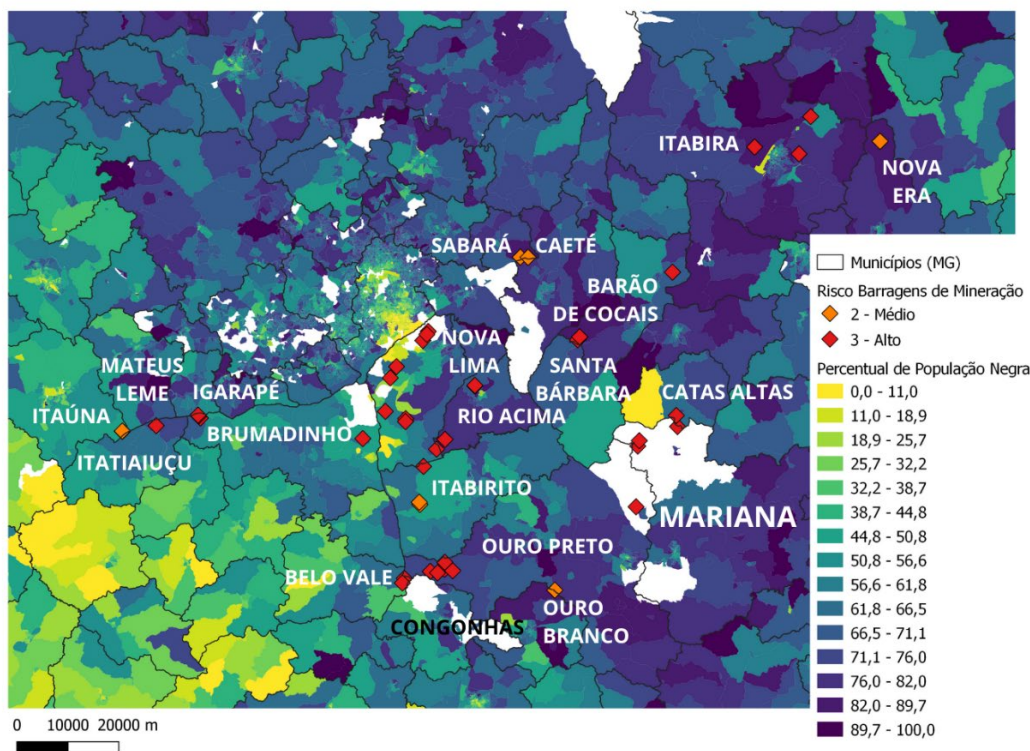 ITABIRA
NOVA
ERA
SABARÁ
CAETÉ
BARÃO
DE COCAIS
NOVA
LIMA
SANTA
BÁRBARA
MATEUS
LEME
IGARAPÉ
RIO ACIMA
CATAS ALTAS
ITAÚNA
BRUMADINHO
ITATIAIUÇU
ITABIRITO
MARIANA
OURO PRETO
BELO VALE
CONGONHAS
OURO
BRANCO
Municípios (MG)
Risco Barragens de Mineração
2 - Médio
3 - Alto
Percentual de População Negra
0,0 - 11,0
11,0 - 18,9
18,9 - 25,7
25,7 - 32,2
32,2 - 38,7
38,7 - 44,8
44,8 - 50,8
50,8 - 56,6
56,6 - 61,8
61,8 - 66,5
66,5 - 71,1
71,1 - 76,0
76,0 - 82,0
82,0 - 89,7
89,7 - 100,0
0 10000 20000 m